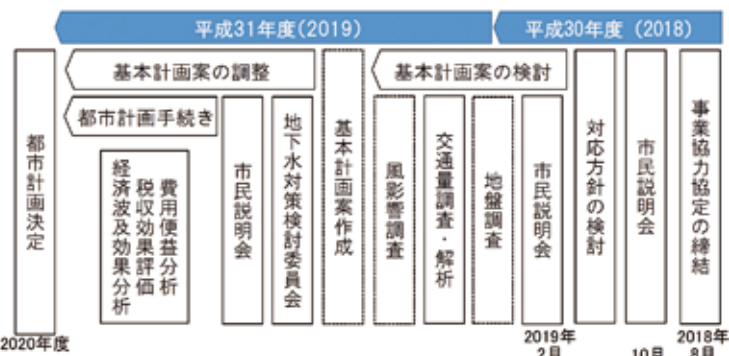 平成30年度（2018）
平成31年度(2019)
基本計画案の検討
基本計画案の調整
都市計画手続き
事業協力協定の締結
市民説明会
対応方針の検討
市民説明会
地盤調査
交通量調査・解析
風影響調査
基本計画案作成
地下水対策検討委員会
市民説明会
費用便益分析
税収効果評価
経済波及効果分析
都市計画決定
2018年
8月
10月
2019年
2月
2020年度